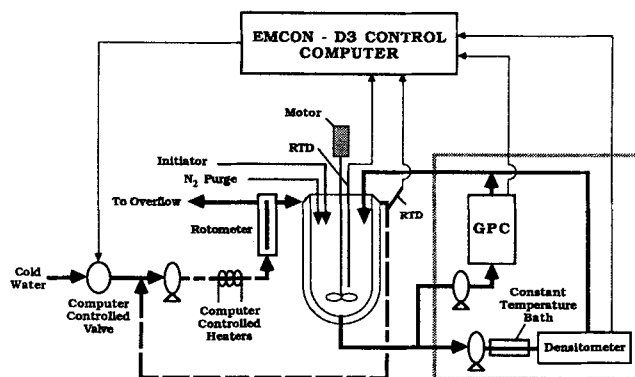 EMCON - D3 CONTROL
COMPUTER
Motor
RTD
Initiator
N2 Purge
To Overflow
Rotometer
RTD
GPC
Cold
Water
Computer
Controlled
Valve
Computer
Controlled
Heaters
Constant
Temperature
Bath
Densitometer